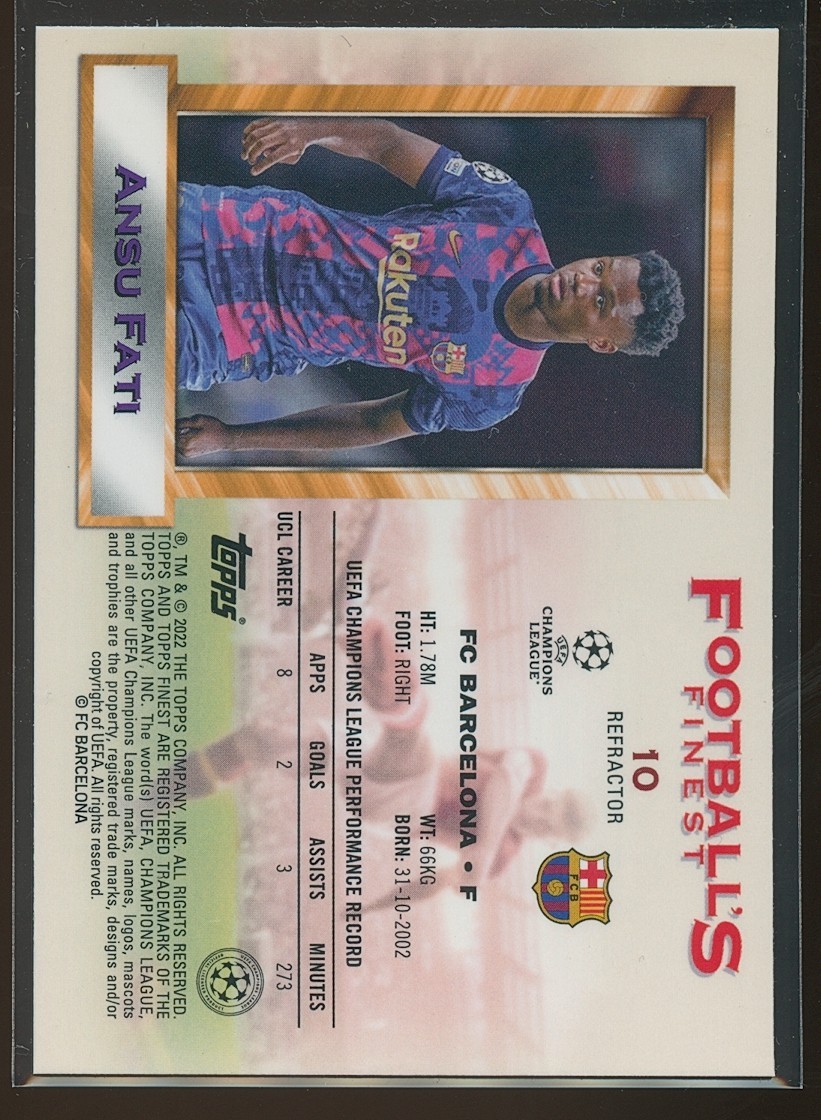 FOOTBALL'S
FINEST
10
REFRACTOR
UEFA
CHAMPIONS
LEAGUE®
FCB
FC BARCELONA • F
HT: 1.78M
WT: 66KG
FOOT: RIGHT
BORN: 31-10-2002
UEFA CHAMPIONS LEAGUE PERFORMANCE RECORD
APPS GOALS ASSISTS MINUTES
UCL CAREER 8 2 3 273
topps®
®, TM & © 2022 THE TOPPS COMPANY, INC. ALL RIGHTS RESERVED.
TOPPS AND TOPPS FINEST ARE REGISTERED TRADEMARKS OF THE
TOPPS COMPANY, INC. The word(s) UEFA, CHAMPIONS LEAGUE,
and all other UEFA Champions League marks, names, logos, mascots
and trophies are the property, registered trade marks, designs and/or
copyright of UEFA. All rights reserved.
© FC BARCELONA
Rakuten
ANSU FATI